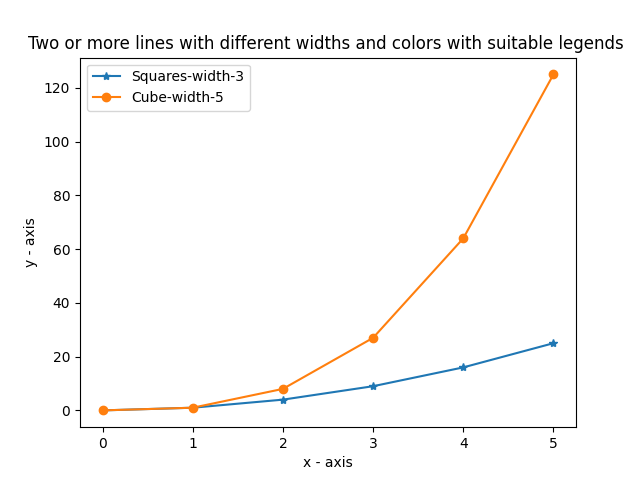 Two or more lines with different widths and colors with suitable legends
Squares-width-3
Cube-width-5
120
100
80
60
40
20
0
y - axis
0 1 2 3 4 5
x - axis